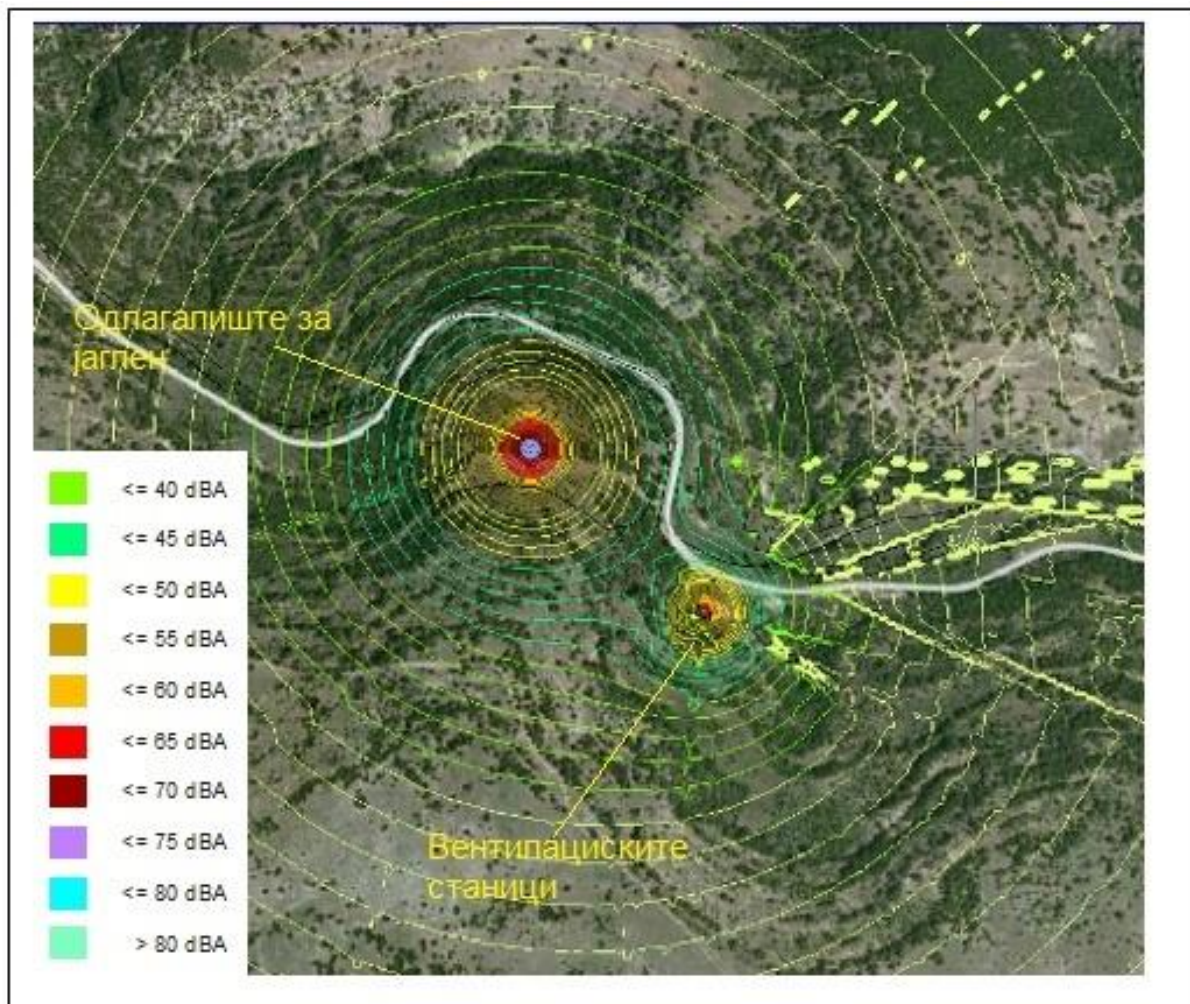 Одлагалиште за
јаглен
<= 40 dBA
<= 45 dBA
<= 50 dBA
<= 55 dBA
<= 60 dBA
<= 65 dBA
<= 70 dBA
<= 75 dBA
<= 80 dBA
> 80 dBA
Вентилациските
станици